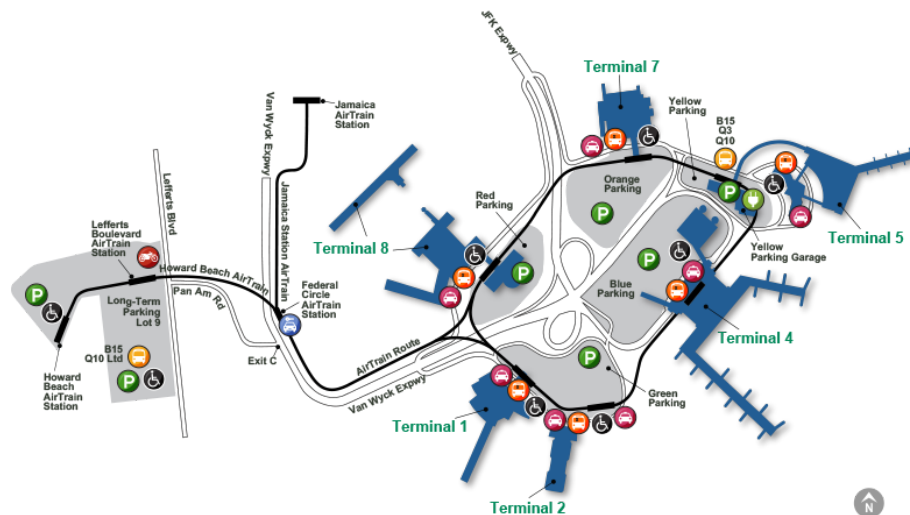 JFK Expwy
Terminal 7
Jamaica
AirTrain
Station
Yellow
Parking
B15
Q3
Q10
Van Wyck Expwy
Lefferts Blvd
Orange
Parking
Red
Parking
Terminal 5
Lefferts
Boulevard
AirTrain
Station
Terminal 8
Jamaica Station AirTrain
Yellow
Parking Garage
Howard Beach AirTrain
Federal
Circle
AirTrain
Station
Blue
Parking
Pan Am Rd
Long-Term
Parking
Lot 9
Terminal 4
B15
Q10 Ltd
Exit C
AirTrain Route
Howard
Beach
AirTrain
Station
Van Wyck Expwy
Green
Parking
Terminal 1
Terminal 2
P
P
P
P
P
P
P
N